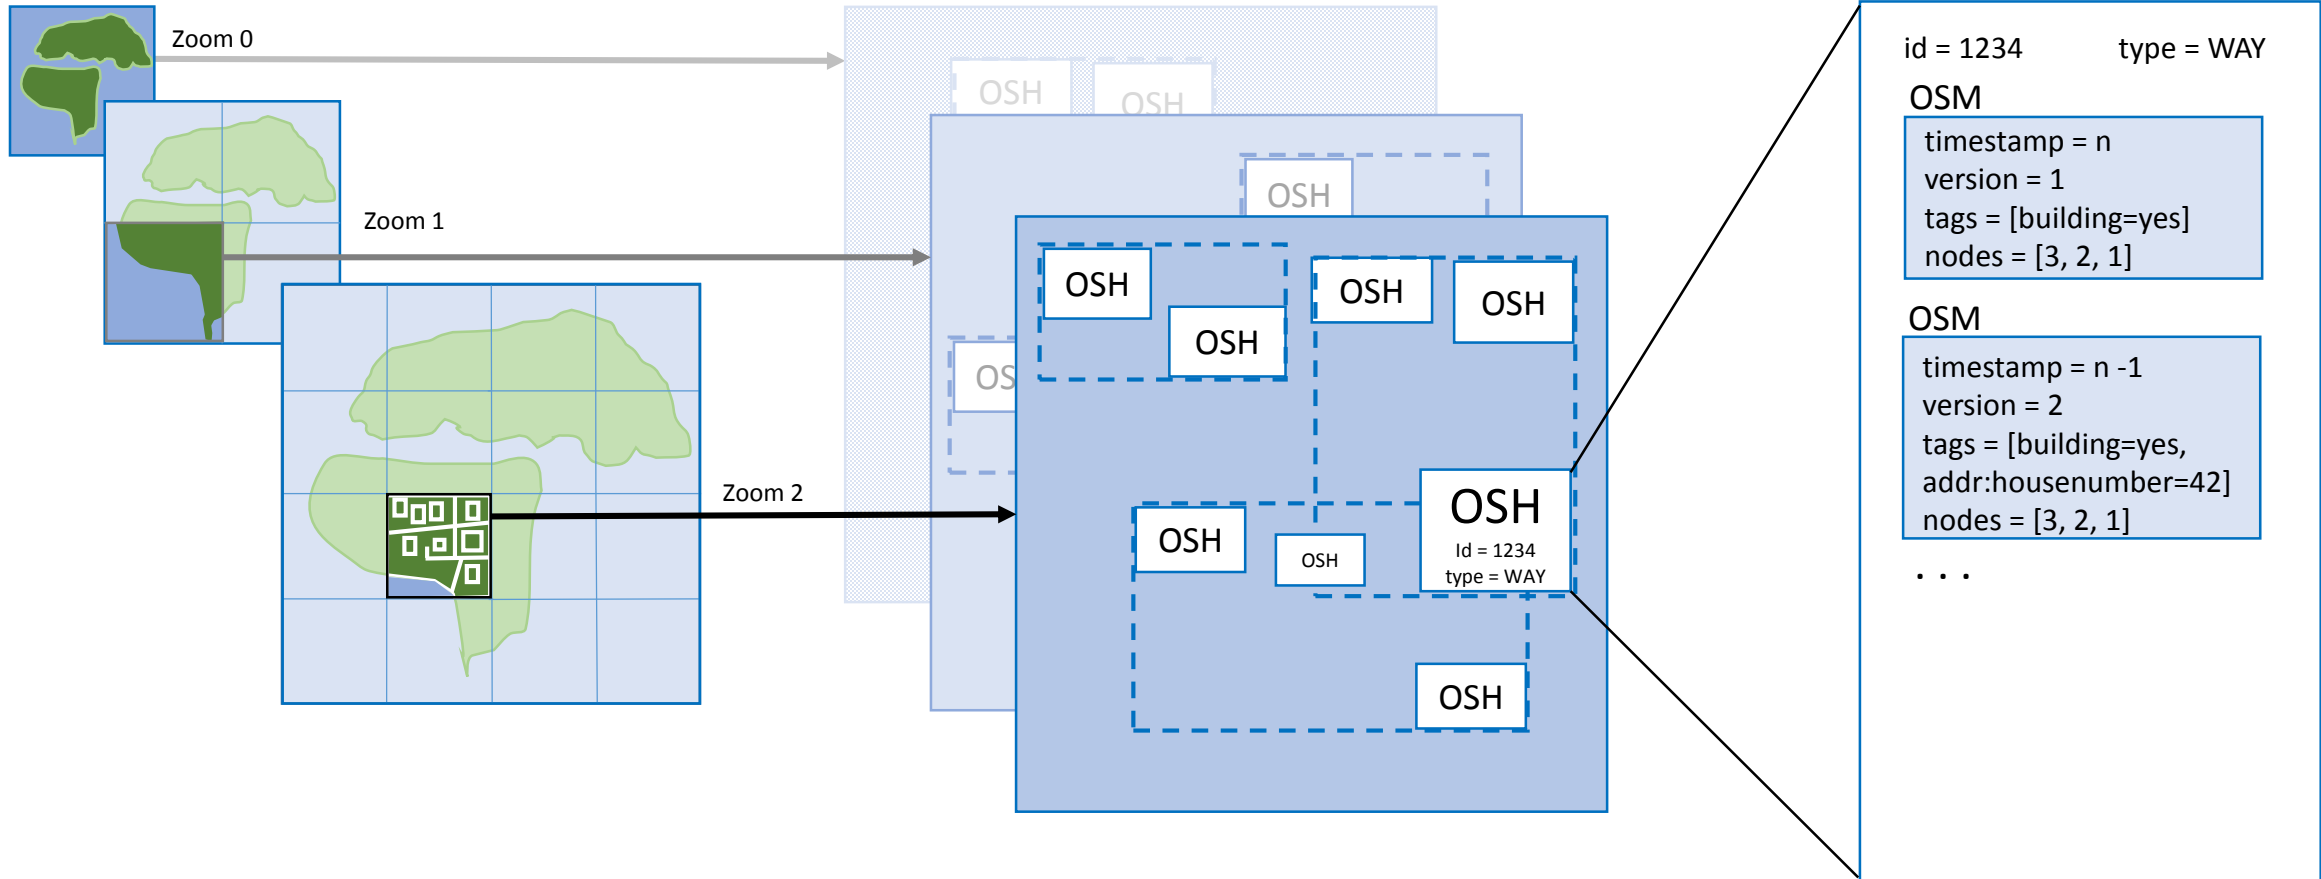 Zoom 0
Zoom 1
Zoom 2
OSH
OSH
OSH
OS
OSH
OSH
OSH
OSH
OSH
OSH
OSH
Id = 1234
type = WAY
OSH
id = 1234 type = WAY
OSM
timestamp = n
version = 1
tags = [building=yes]
nodes = [3, 2, 1]
OSM
timestamp = n -1
version = 2
tags = [building=yes,
addr:housenumber=42]
nodes = [3, 2, 1]
. . .